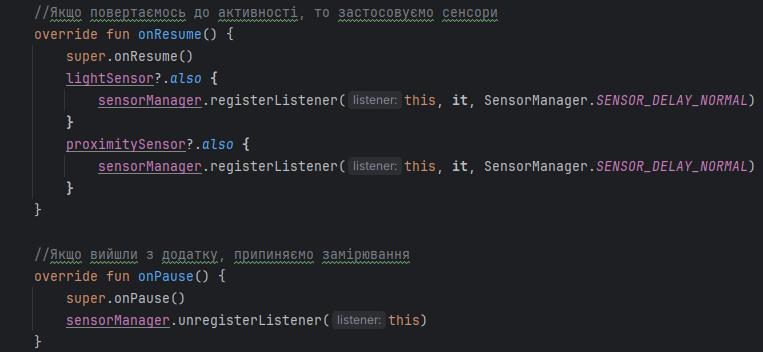 //Якщо повертаємось до активності, то застосовуємо сенсори
override fun onResume() {
    super.onResume()
    lightSensor?.also {
        sensorManager.registerListener( listener: this, it, SensorManager.SENSOR_DELAY_NORMAL)
    }
    proximitySensor?.also {
        sensorManager.registerListener( listener: this, it, SensorManager.SENSOR_DELAY_NORMAL)
    }
}

//Якщо вийшли з додатку, припиняємо замірювання
override fun onPause() {
    super.onPause()
    sensorManager.unregisterListener( listener: this)
}